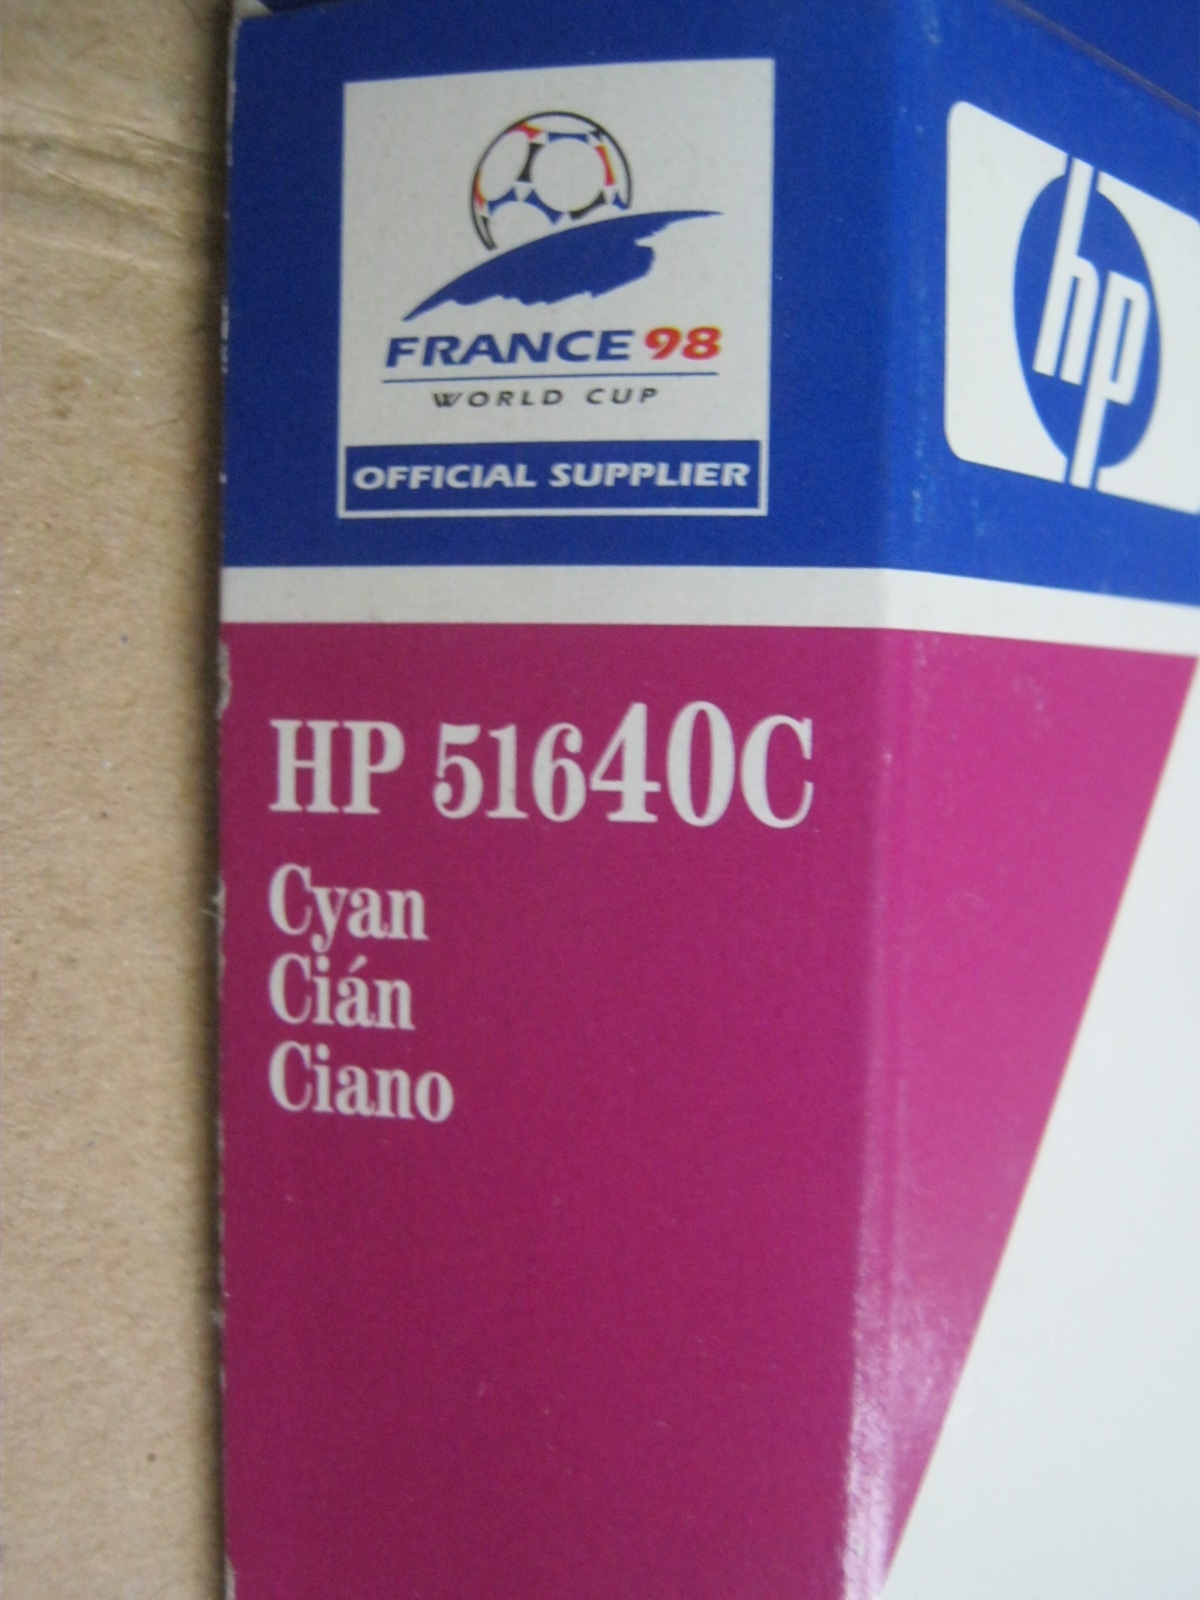 FRANCE 98
WORLD CUP
OFFICIAL SUPPLIER
hp
HP 51640C
Cyan
Cián
Ciano